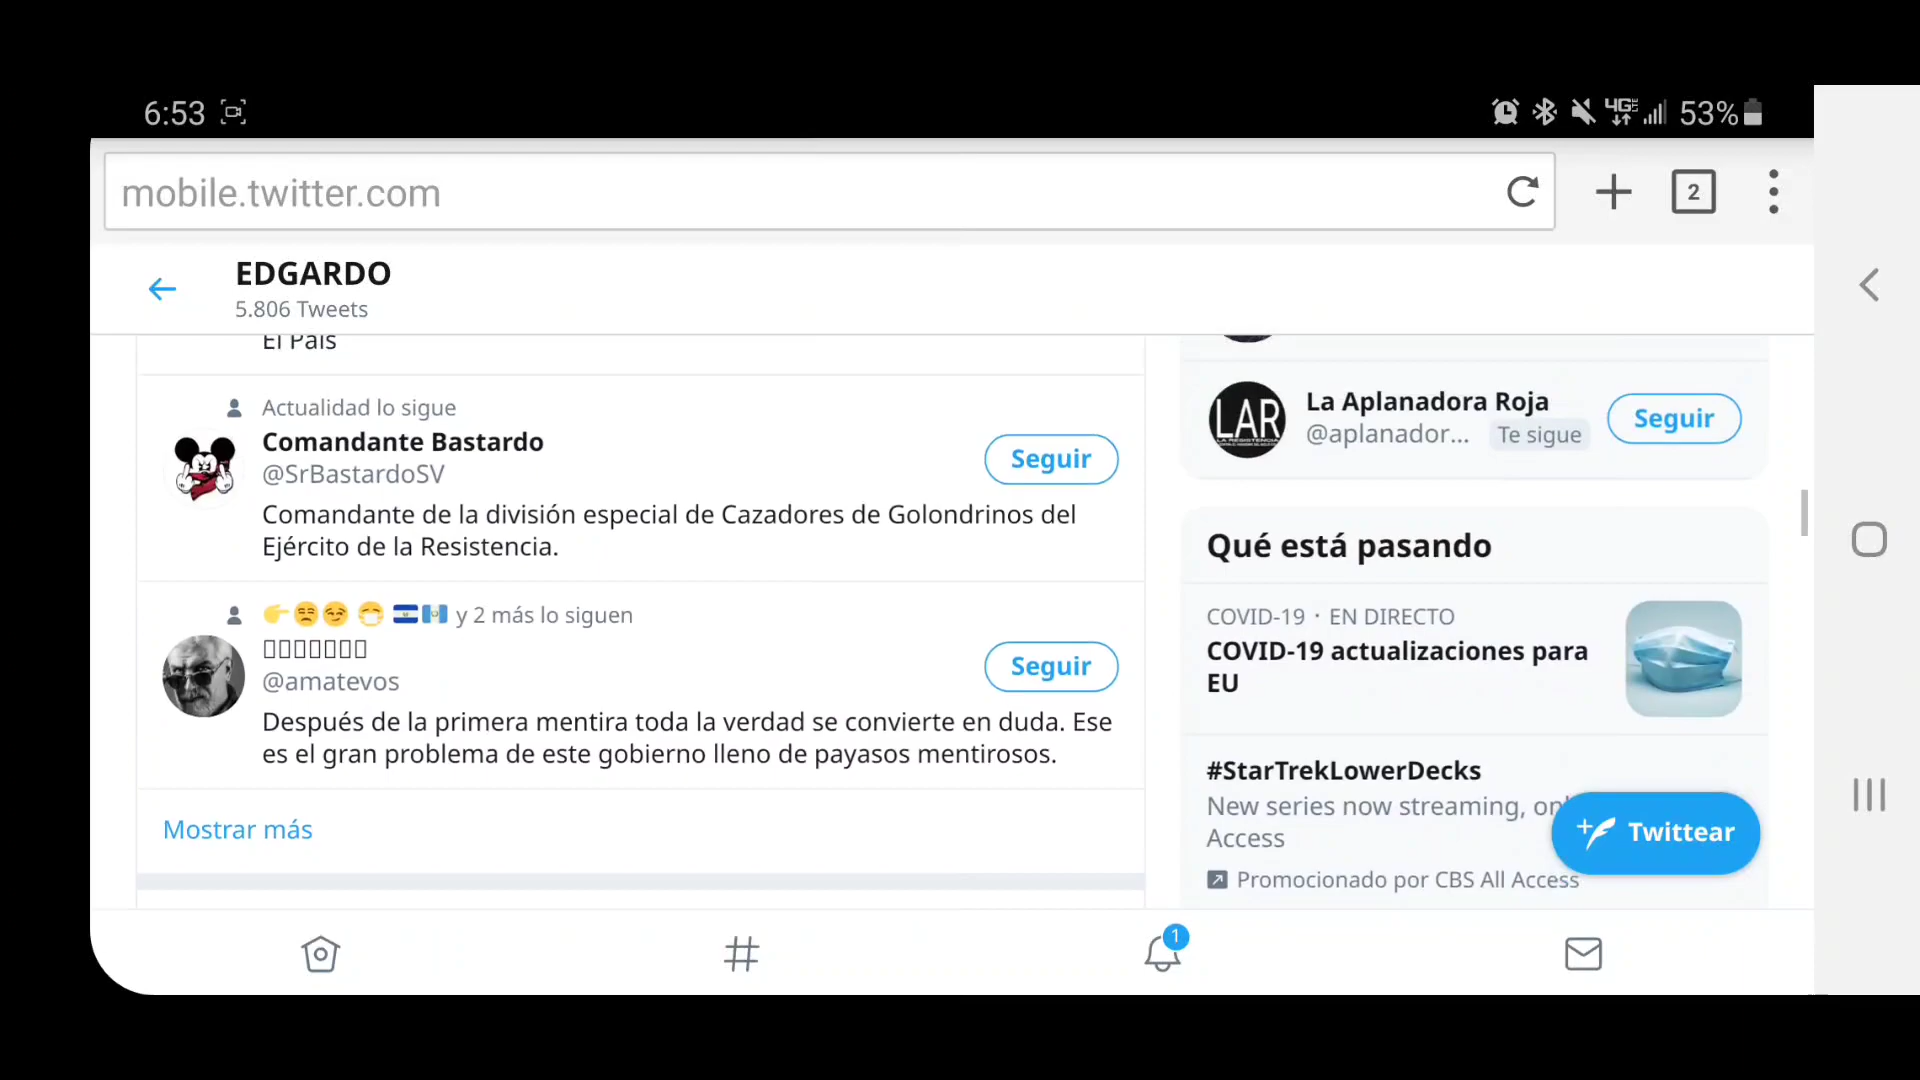 6:53
4G LTE 53%
mobile.twitter.com
2
EDGARDO
5.806 Tweets
El País
Actualidad lo sigue
Comandante Bastardo
@SrBastardoSV
Seguir
Comandante de la división especial de Cazadores de Golondrinos del
Ejército de la Resistencia.
👉😒😏 😷 🇸🇻🇬🇹 y 2 más lo siguen
@amatevos
Seguir
Después de la primera mentira toda la verdad se convierte en duda. Ese
es el gran problema de este gobierno lleno de payasos mentirosos.
Mostrar más
LAR
La Aplanadora Roja
@aplanador... Te sigue
Seguir
Qué está pasando
COVID-19 · EN DIRECTO
COVID-19 actualizaciones para
EU
#StarTrekLowerDecks
New series now streaming, on
Access
Promocionado por CBS All Access
Twittear
1